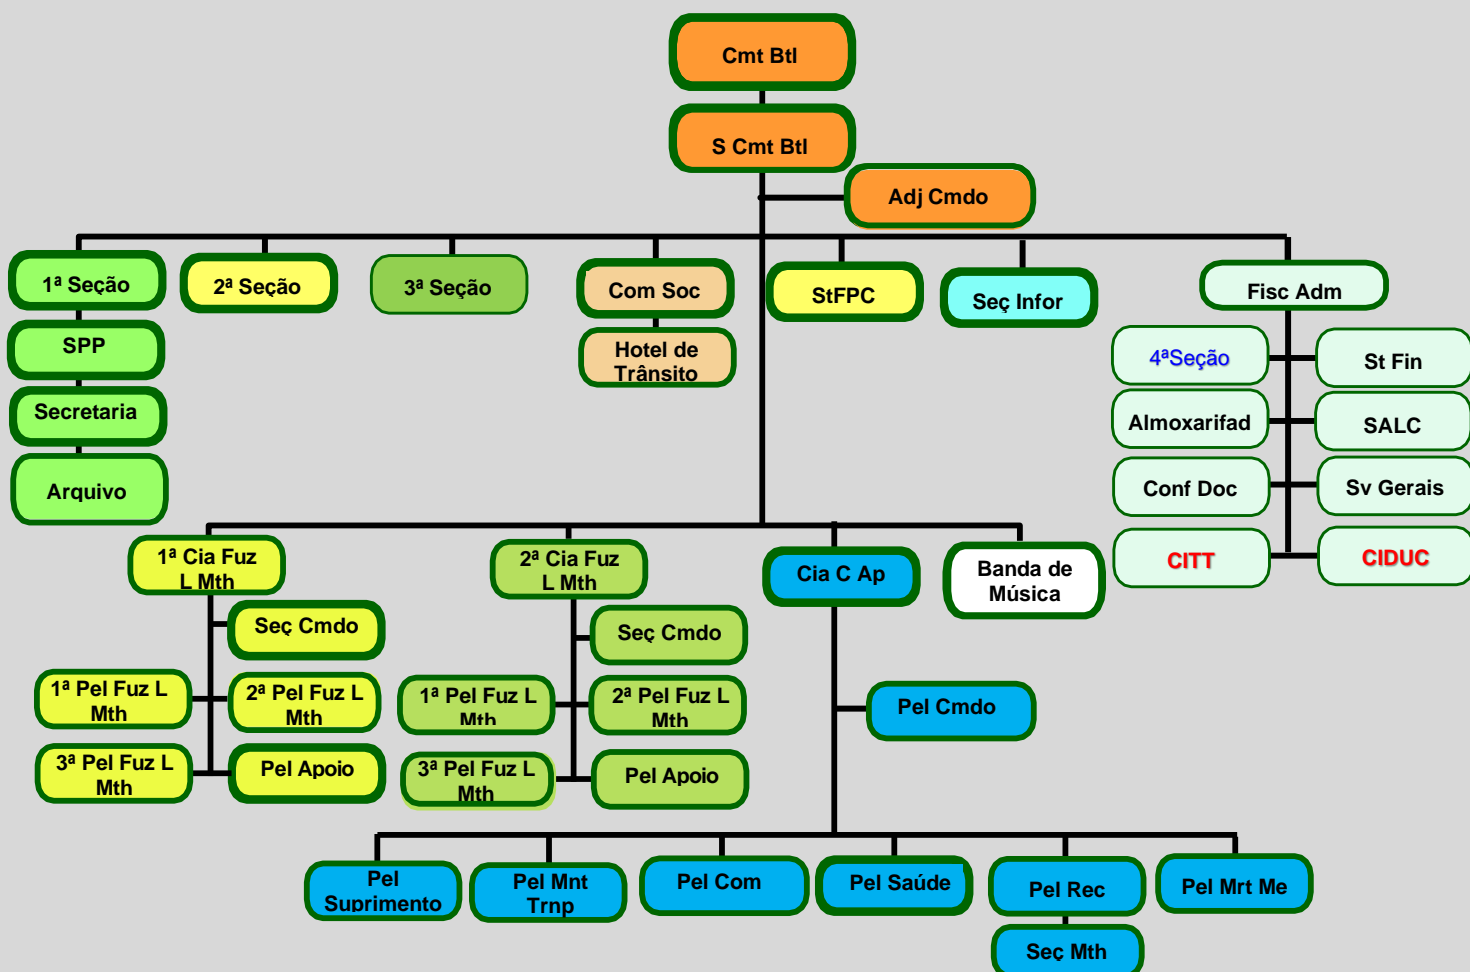 Cmt Btl
S Cmt Btl
Adj Cmdo
1ª Seção
2ª Seção
3ª Seção
Com Soc
StFPC
Seç Infor
Fisc Adm
SPP
Hotel de
Trânsito
4ªSeção
St Fin
Secretaria
Almoxarifad
SALC
Arquivo
Conf Doc
Sv Gerais
CITT
CIDUC
1ª Cia Fuz
L Mth
2ª Cia Fuz
L Mth
Cia C Ap
Banda de
Música
Seç Cmdo
1ª Pel Fuz L
Mth
2ª Pel Fuz L
Mth
3ª Pel Fuz L
Mth
Pel Apoio
Seç Cmdo
1ª Pel Fuz L
Mth
2ª Pel Fuz L
Mth
3ª Pel Fuz L
Mth
Pel Apoio
Pel Cmdo
Pel
Suprimento
Pel Mnt
Trnp
Pel Com
Pel Saúde
Pel Rec
Pel Mrt Me
Seç Mth